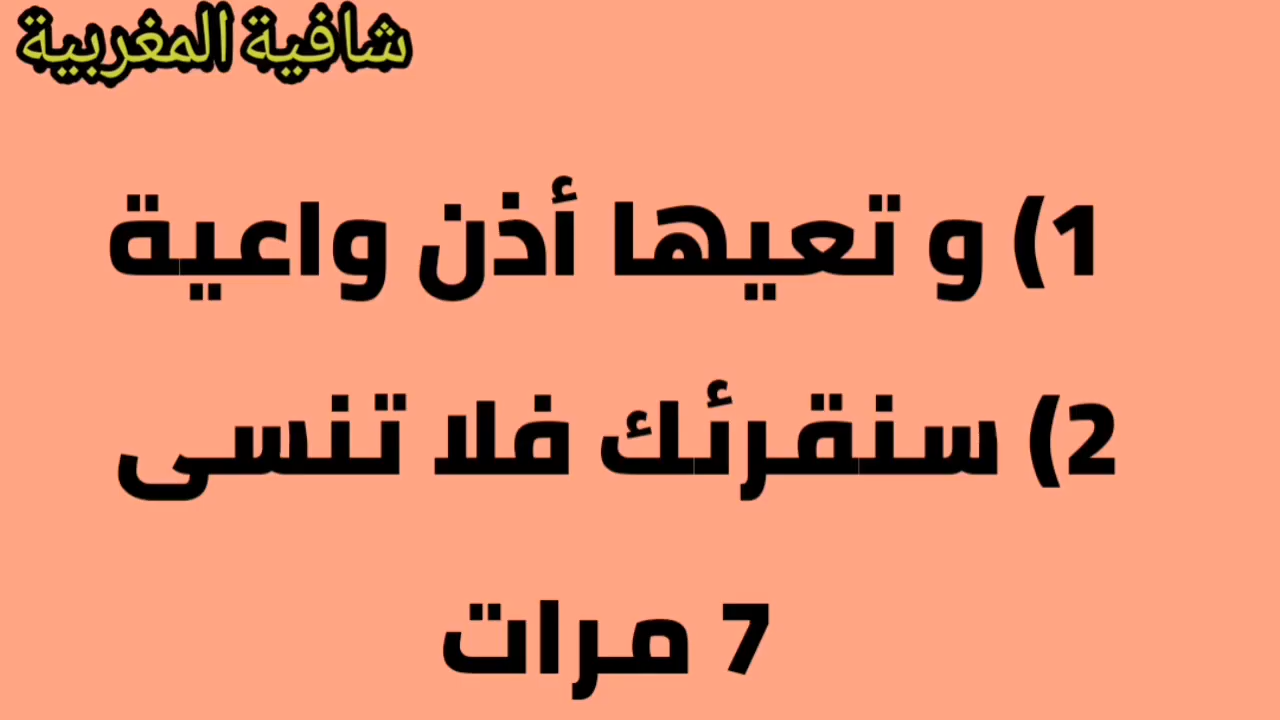 شافية المغربية
1) و تعيها أذن واعية
2) سنقرئك فلا تنسى
7 مرات